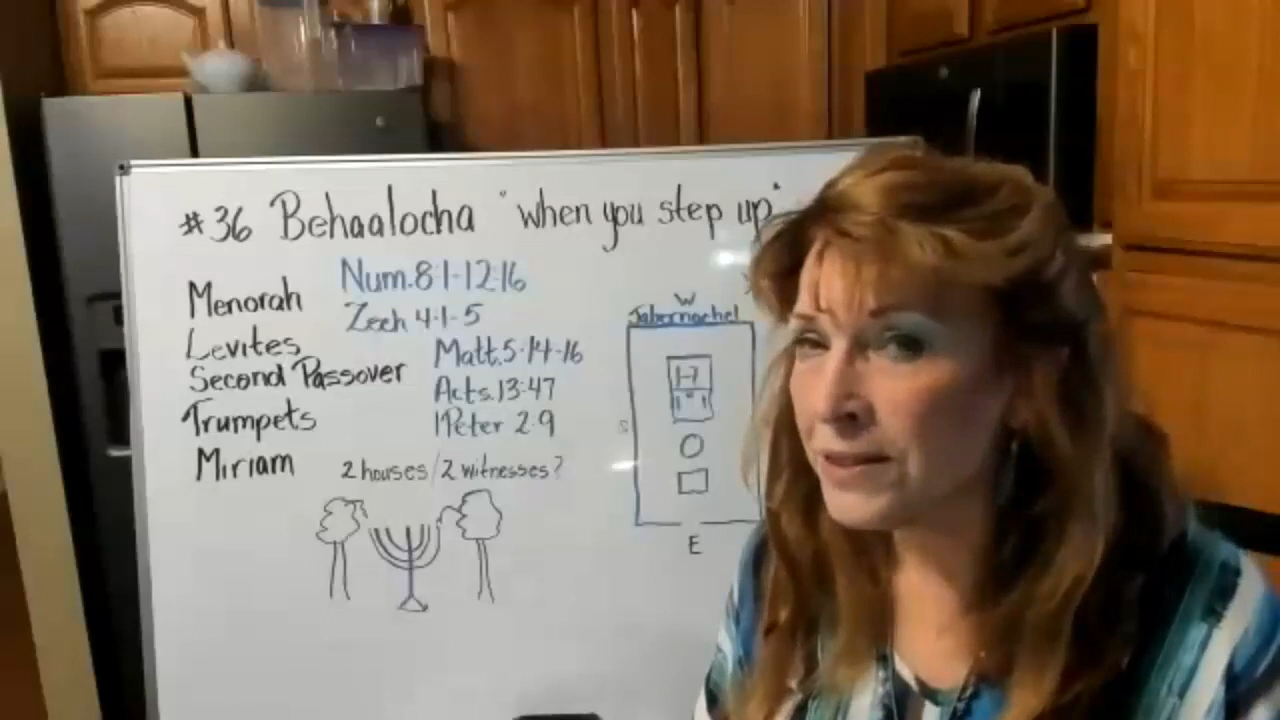 #36 Behaalocha "when you step up"
Menorah
Levites
Second Passover
Trumpets
Miriam
Num. 8:1-12:16
Zech 4:1-5
Matt. 5-14-16
Acts. 13:47
1 Peter 2:9
2 houses/2 witnesses?
W
Tabernachel
S
E